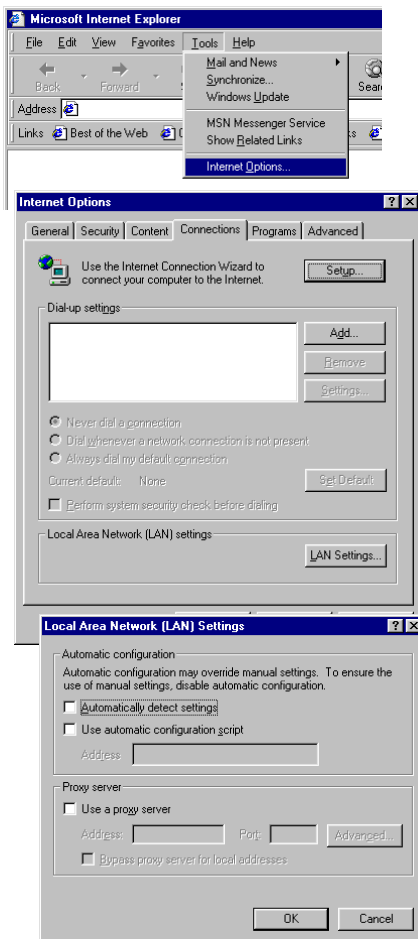 Microsoft Internet Explorer
File Edit View Favorites Tools Help
Back Forward Sear
Mail and News
Synchronize...
Windows Update
MSN Messenger Service
Show Related Links
Internet Options...
Address
Links Best of the Web
Internet Options
General Security Content Connections Programs Advanced
Use the Internet Connection Wizard to
connect your computer to the Internet.
Setup...
Dial-up settings
Add...
Remove
Settings...
Never dial a connection
Dial whenever a network connection is not present
Always dial my default connection
Current default: None
Set Default
Perform system security check before dialing
Local Area Network (LAN) settings
LAN Settings...
Local Area Network (LAN) Settings
Automatic configuration
Automatic configuration may override manual settings. To ensure the
use of manual settings, disable automatic configuration.
Automatically detect settings
Use automatic configuration script
Address
Proxy server
Use a proxy server
Address: Port: Advanced...
Bypass proxy server for local addresses
OK Cancel